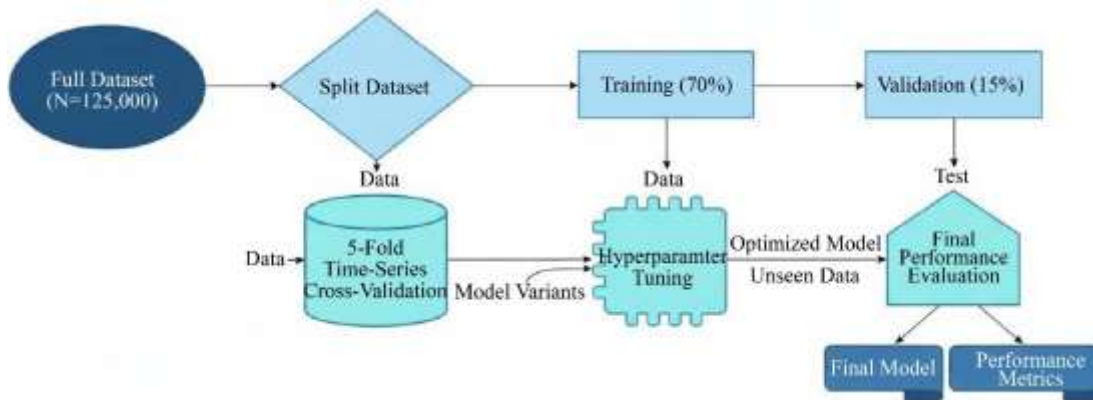 Full Dataset
(N=125,000)
Split Dataset
Training (70%)
Validation (15%)
Data
Data
Test
Data
5-Fold
Time-Series
Cross-Validation
Model Variants
Hyperparamter
Tuning
Optimized Model
Unseen Data
Final
Performance
Evaluation
Final Model
Performance
Metrics